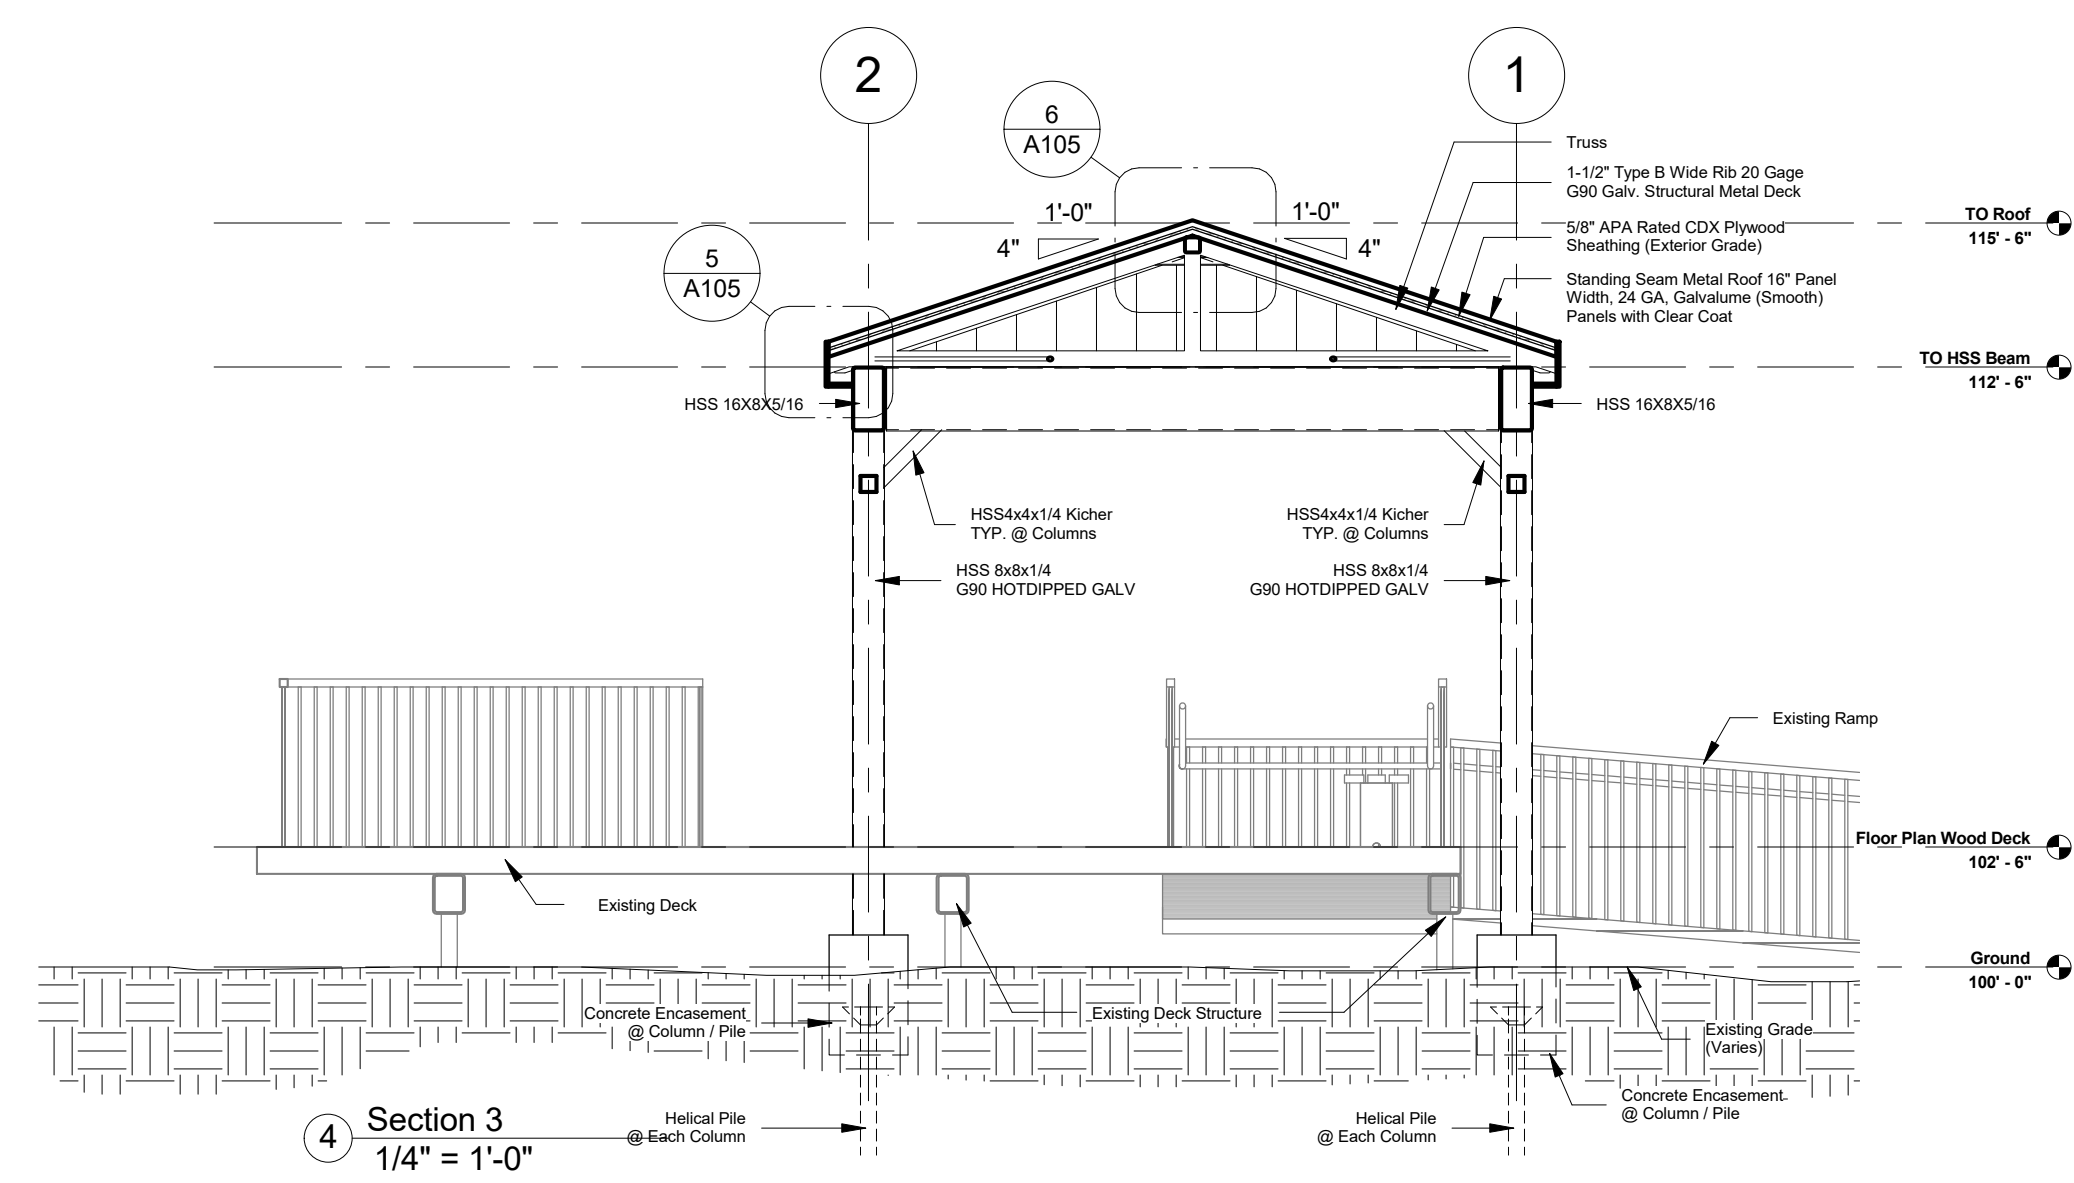 2
1
6
A105
Truss
1-1/2" Type B Wide Rib 20 Gage
G90 Galv. Structural Metal Deck
1'-0"
1'-0"
4"
4"
5/8" APA Rated CDX Plywood
Sheathing (Exterior Grade)
TO Roof
115' - 6"
5
A105
Standing Seam Metal Roof 16" Panel
Width, 24 GA, Galvalume (Smooth)
Panels with Clear Coat
TO HSS Beam
112' - 6"
HSS 16X8X5/16
HSS 16X8X5/16
HSS4x4x1/4 Kicher
TYP. @ Columns
HSS4x4x1/4 Kicher
TYP. @ Columns
HSS 8x8x1/4
G90 HOTDIPPED GALV
HSS 8x8x1/4
G90 HOTDIPPED GALV
Existing Ramp
Floor Plan Wood Deck
102' - 6"
Existing Deck
Ground
100' - 0"
Concrete Encasement
@ Column / Pile
Existing Deck Structure
Existing Grade
(Varies)
Concrete Encasement
@ Column / Pile
Helical Pile
@ Each Column
Helical Pile
@ Each Column
4
Section 3
1/4" = 1'-0"